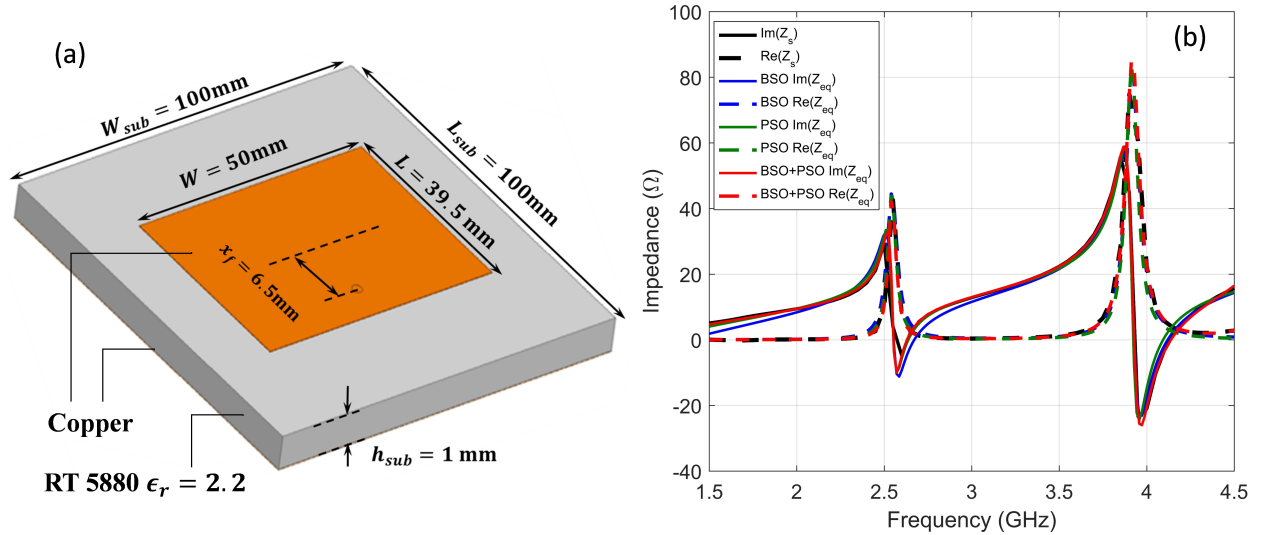 (a)
W_sub = 100mm
L_sub = 100mm
W = 50mm
L = 39.5 mm
x_f = 6.5mm
Copper
h_sub = 1 mm
RT 5880 ϵ_r = 2.2
(b)
Im(Z_s)
Re(Z_s)
BSO Im(Z_eq)
BSO Re(Z_eq)
PSO Im(Z_eq)
PSO Re(Z_eq)
BSO+PSO Im(Z_eq)
BSO+PSO Re(Z_eq)
Impedance (Ω)
100
80
60
40
20
0
-20
-40
1.5 2 2.5 3 3.5 4 4.5
Frequency (GHz)